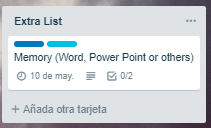 Extra List
Memory (Word, Power Point or others)
10 de may. 0/2
+ Añada otra tarjeta